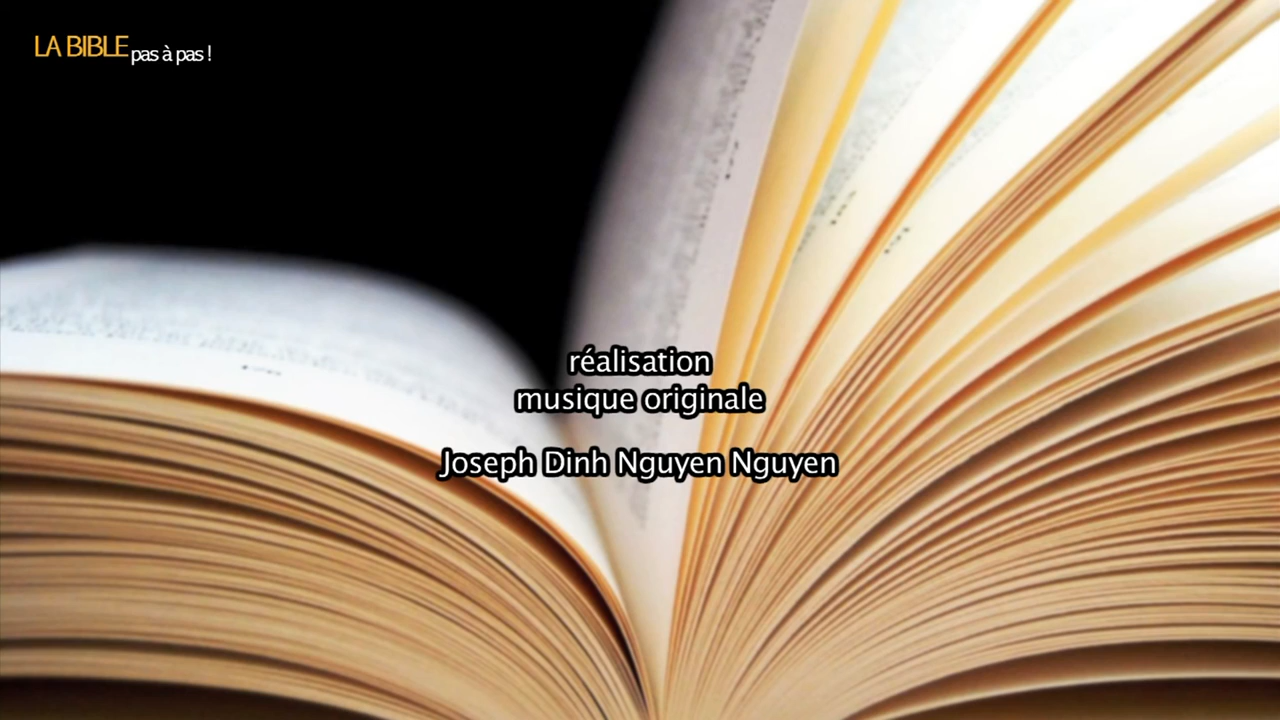 LA BIBLE pas à pas !
réalisation
musique originale
Joseph Dinh Nguyen Nguyen